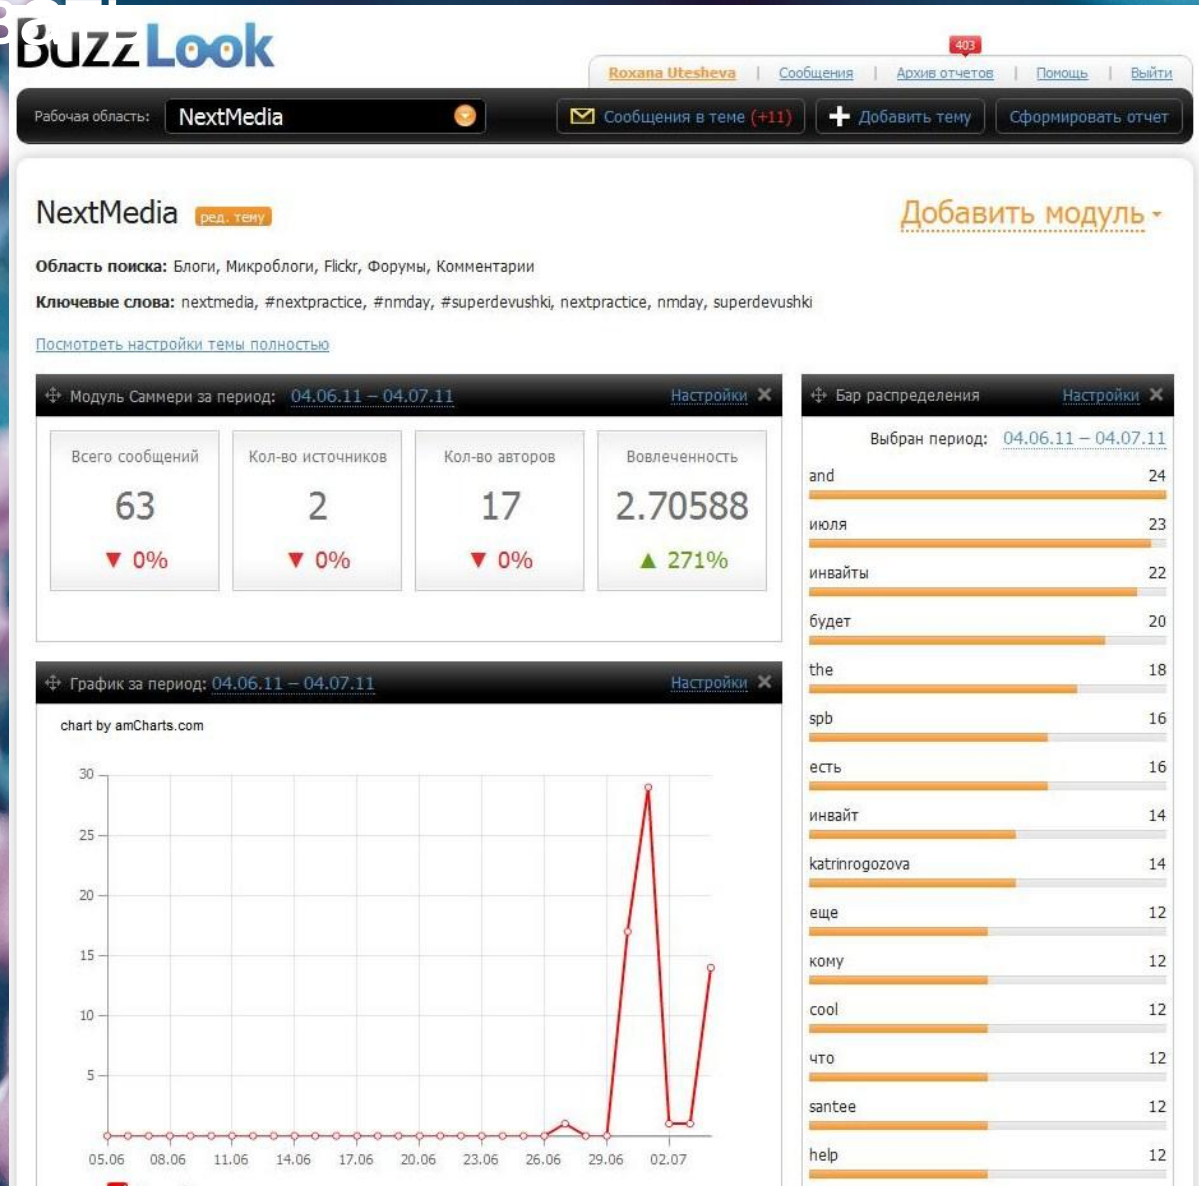 BuzzLook
403
Roxana Utesheva | Сообщения | Архив отчетов | Помощь | Выйти
Рабочая область: NextMedia Сообщения в теме (+11) Добавить тему Сформировать отчет
NextMedia ред. тему Добавить модуль
Область поиска: Блоги, Микроблоги, Flickr, Форумы, Комментарии
Ключевые слова: nextmedia, #nextpractice, #nmday, #superdevushki, nextpractice, nmday, superdevushki
Посмотреть настройки темы полностью
Модуль Саммери за период: 04.06.11 – 04.07.11 Настройки
Всего сообщений Кол-во источников Кол-во авторов Вовлеченность
63 2 17 2.70588
▼ 0% ▼ 0% ▼ 0% ▲ 271%
График за период: 04.06.11 – 04.07.11 Настройки
chart by amCharts.com
30
25
20
15
10
5
05.06 08.06 11.06 14.06 17.06 20.06 23.06 26.06 29.06 02.07
Бар распределения Настройки
Выбран период: 04.06.11 – 04.07.11
and 24
июля 23
инвайты 22
будет 20
the 18
spb 16
есть 16
инвайт 14
katrinrogozova 14
еще 12
кому 12
cool 12
что 12
santee 12
help 12